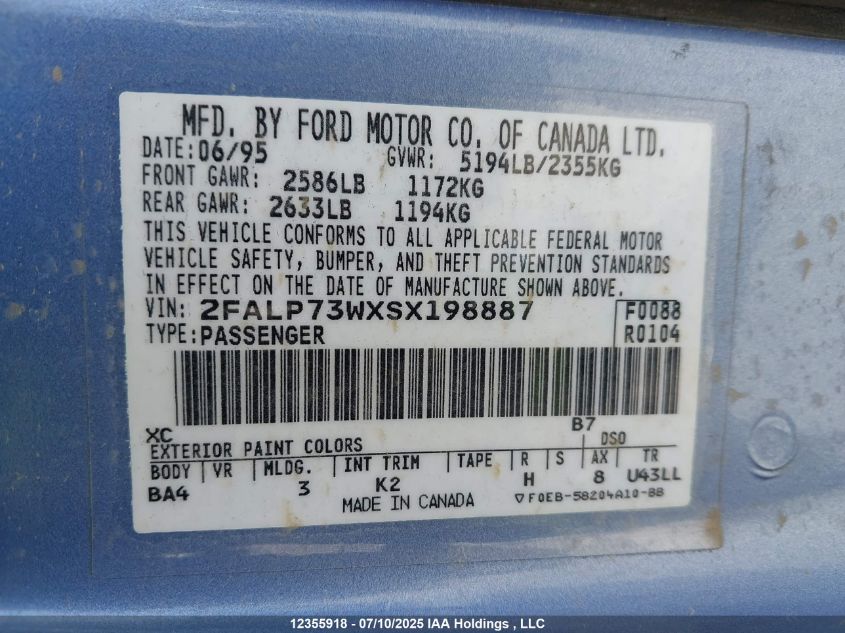 MFD. BY FORD MOTOR CO. OF CANADA LTD.
DATE: 06/95 GVWR: 5194LB/2355KG
FRONT GAWR: 2586LB 1172KG
REAR GAWR: 2633LB 1194KG
THIS VEHICLE CONFORMS TO ALL APPLICABLE FEDERAL MOTOR
VEHICLE SAFETY, BUMPER, AND THEFT PREVENTION STANDARDS
IN EFFECT ON THE DATE OF MANUFACTURE SHOWN ABOVE.
VIN: 2FALP73WXSX198887 F0088
TYPE: PASSENGER R0104
XC B7
EXTERIOR PAINT COLORS DSO
BODY VR MLDG. INT TRIM TAPE R S AX TR
BA4 3 K2 H 8 U43LL
MADE IN CANADA ▽F0EB-58204A10-BB
12355918 - 07/10/2025 IAA Holdings , LLC